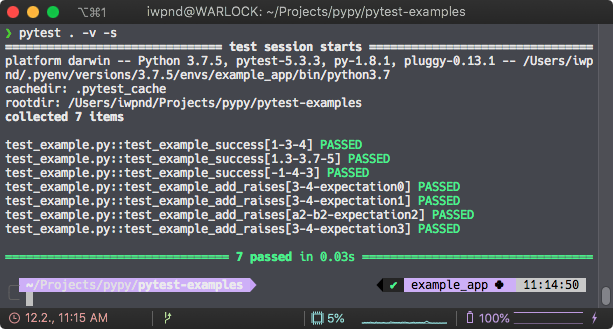 ⌥⌘1 iwpnd@WARLOCK: ~/Projects/pypy/pytest-examples
❯ pytest . -v -s
============================= test session starts =============================
platform darwin -- Python 3.7.5, pytest-5.3.3, py-1.8.1, pluggy-0.13.1 -- /Users/iwp
nd/.pyenv/versions/3.7.5/envs/example_app/bin/python3.7
cachedir: .pytest_cache
rootdir: /Users/iwpnd/Projects/pypy/pytest-examples
collected 7 items
test_example.py::test_example_success[1-3-4] PASSED
test_example.py::test_example_success[1.3-3.7-5] PASSED
test_example.py::test_example_success[-1-4-3] PASSED
test_example.py::test_example_add_raises[3-4-expectation0] PASSED
test_example.py::test_example_add_raises[3-4-expectation1] PASSED
test_example.py::test_example_add_raises[a2-b2-expectation2] PASSED
test_example.py::test_example_add_raises[3-4-expectation3] PASSED
============================== 7 passed in 0.03s ==============================
~/Projects/pypy/pytest-examples ✔ example_app 11:14:50
12.2., 11:15 AM 5% 100%